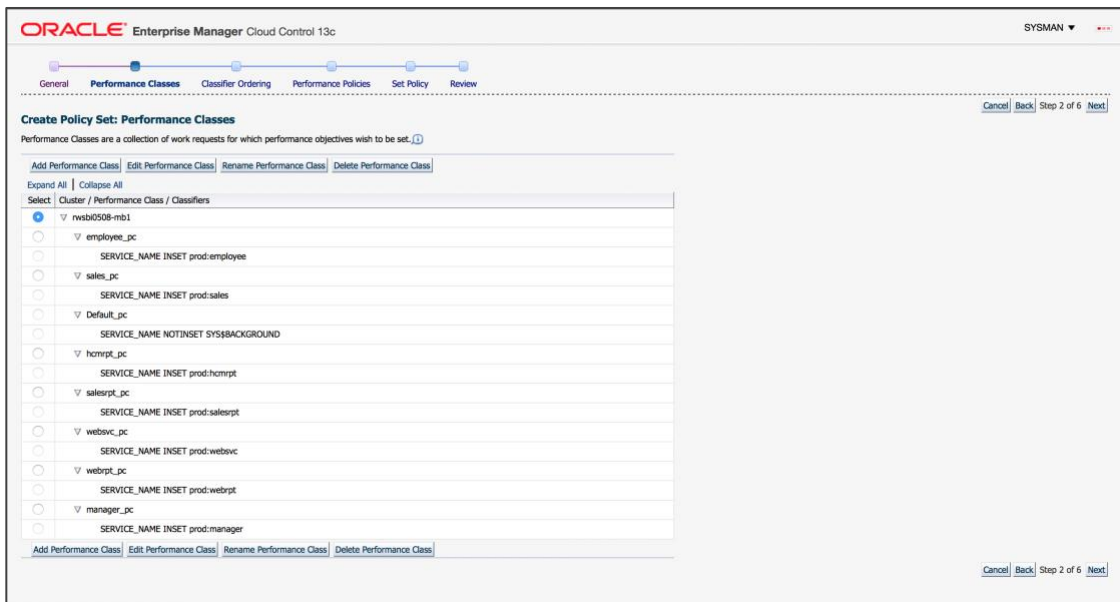 ORACLE Enterprise Manager Cloud Control 13c
SYSMAN
General Performance Classes Classifier Ordering Performance Policies Set Policy Review
Cancel Back Step 2 of 6 Next
Create Policy Set: Performance Classes
Performance Classes are a collection of work requests for which performance objectives wish to be set.
Add Performance Class Edit Performance Class Rename Performance Class Delete Performance Class
Expand All | Collapse All
Select Cluster / Performance Class / Classifiers
rwsbi0508-mb1
employee_pc
SERVICE_NAME INSET prod:employee
sales_pc
SERVICE_NAME INSET prod:sales
Default_pc
SERVICE_NAME NOTINSET SYS$BACKGROUND
hcmrpt_pc
SERVICE_NAME INSET prod:hcmrpt
salesrpt_pc
SERVICE_NAME INSET prod:salesrpt
websvc_pc
SERVICE_NAME INSET prod:websvc
webrpt_pc
SERVICE_NAME INSET prod:webrpt
manager_pc
SERVICE_NAME INSET prod:manager
Add Performance Class Edit Performance Class Rename Performance Class Delete Performance Class
Cancel Back Step 2 of 6 Next